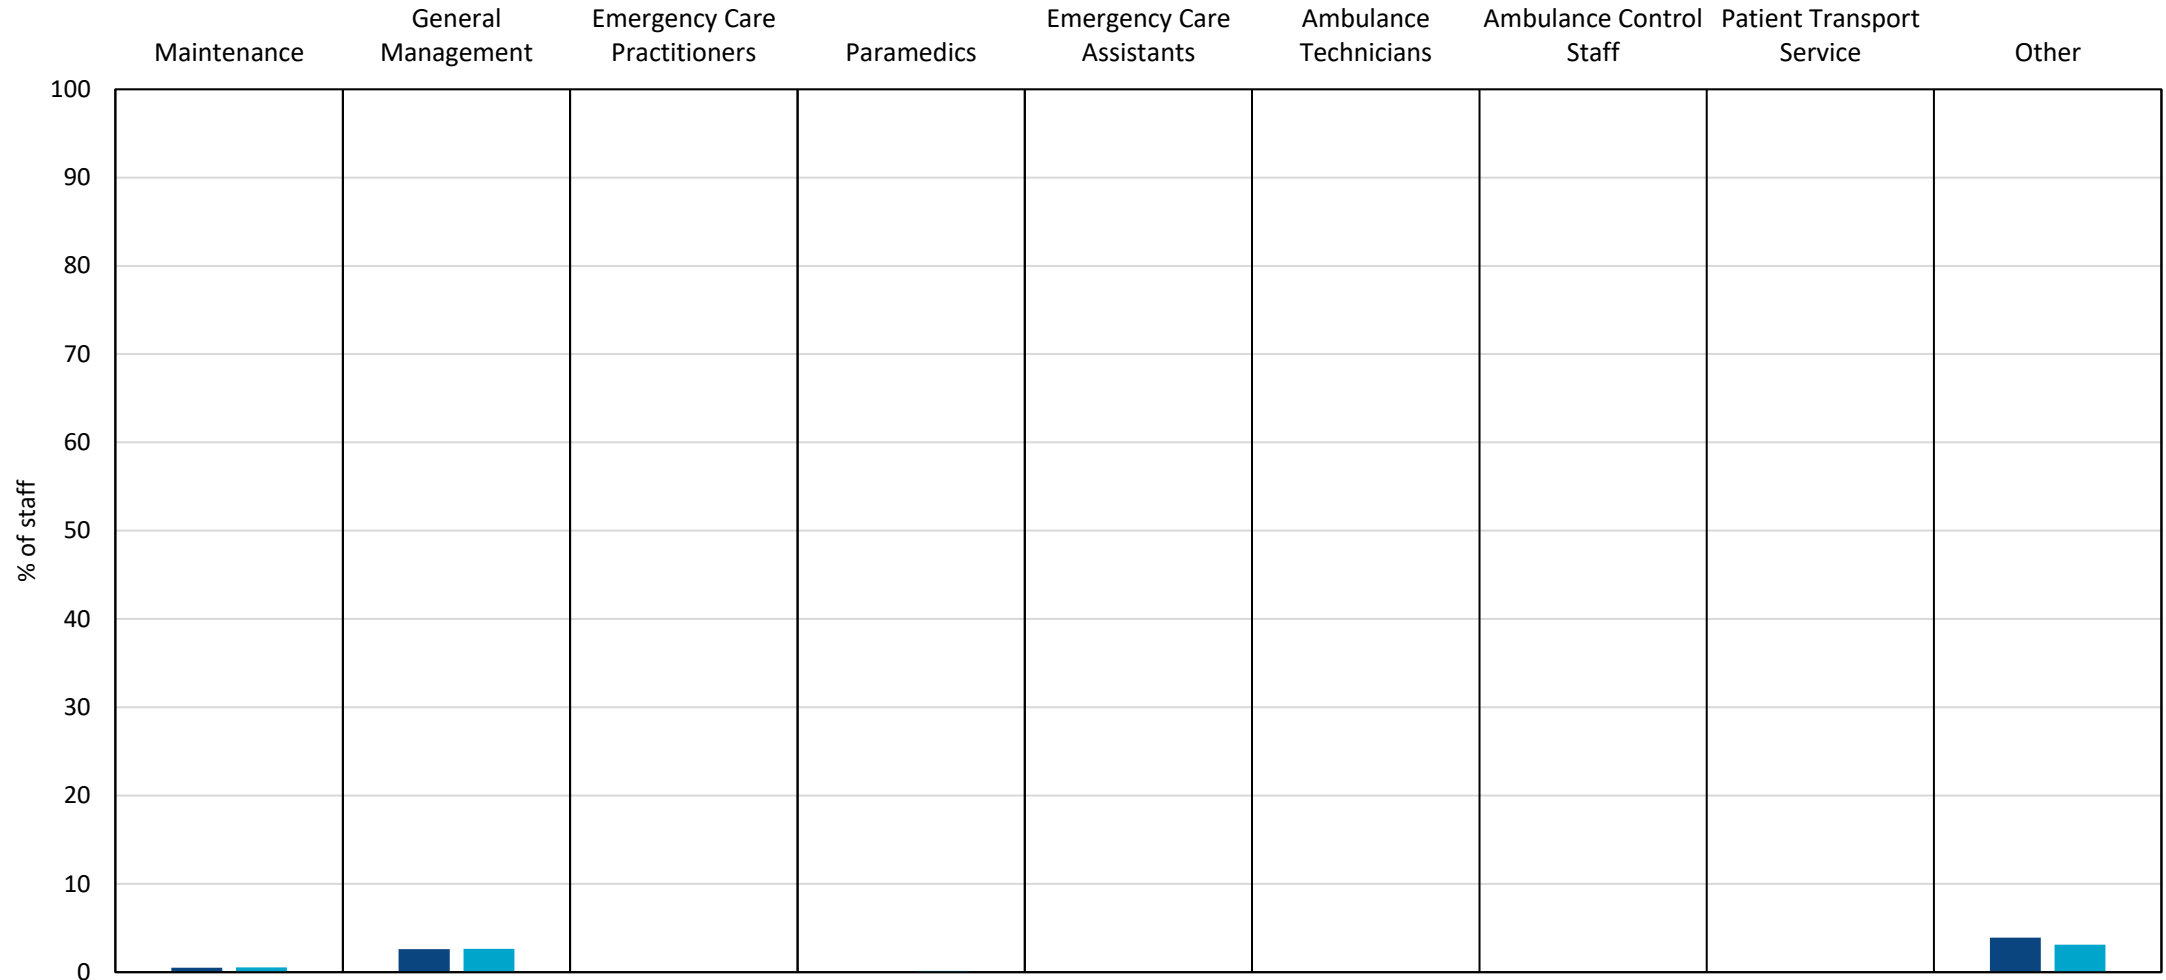 Maintenance
General
Management
Emergency Care
Practitioners
Paramedics
Emergency Care
Assistants
Ambulance
Technicians
Ambulance Control
Staff
Patient Transport
Service
Other
% of staff
100
90
80
70
60
50
40
30
20
10
0